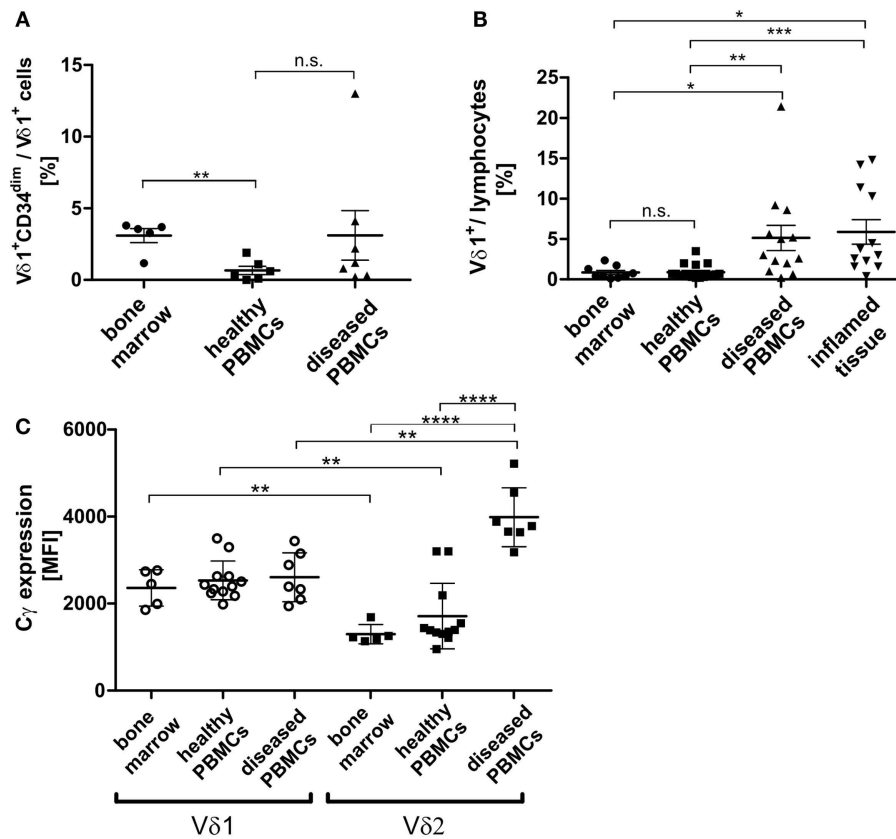 A
Vδ1⁺CD34ᵈⁱᵐ / Vδ1⁺ cells
[%]
15
10
5
0
**
n.s.
bone
marrow
healthy
PBMCs
diseased
PBMCs
B
Vδ1⁺/ lymphocytes
[%]
25
20
15
10
5
0
*
***
**
*
n.s.
bone
marrow
healthy
PBMCs
diseased
PBMCs
inflamed
tissue
C
Cγ expression
[MFI]
6000
4000
2000
0
****
****
**
**
**
bone
marrow
healthy
PBMCs
diseased
PBMCs
bone
marrow
healthy
PBMCs
diseased
PBMCs
Vδ1
Vδ2